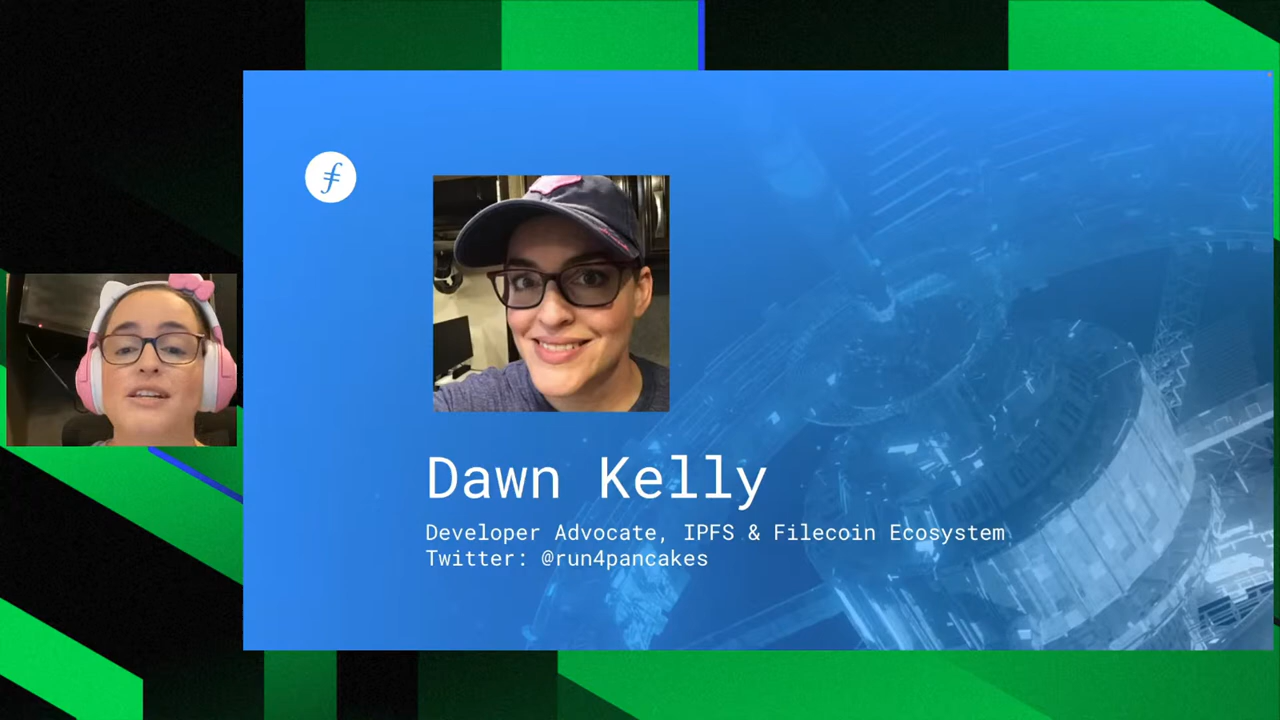 Dawn Kelly
Developer Advocate, IPFS & Filecoin Ecosystem
Twitter: @run4pancakes